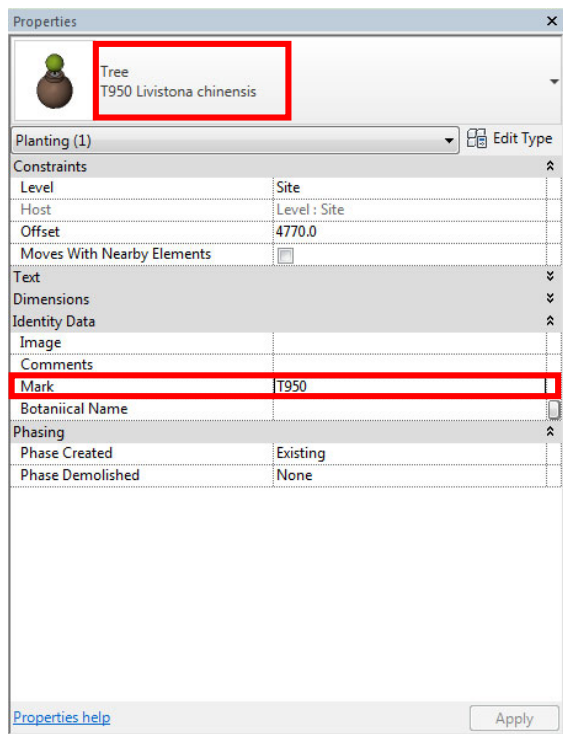 Properties
Tree
T950 Livistona chinensis
Planting (1) Edit Type
Constraints
Level Site
Host Level : Site
Offset 4770.0
Moves With Nearby Elements
Text
Dimensions
Identity Data
Image
Comments
Mark T950
Botaniical Name
Phasing
Phase Created Existing
Phase Demolished None
Properties help Apply